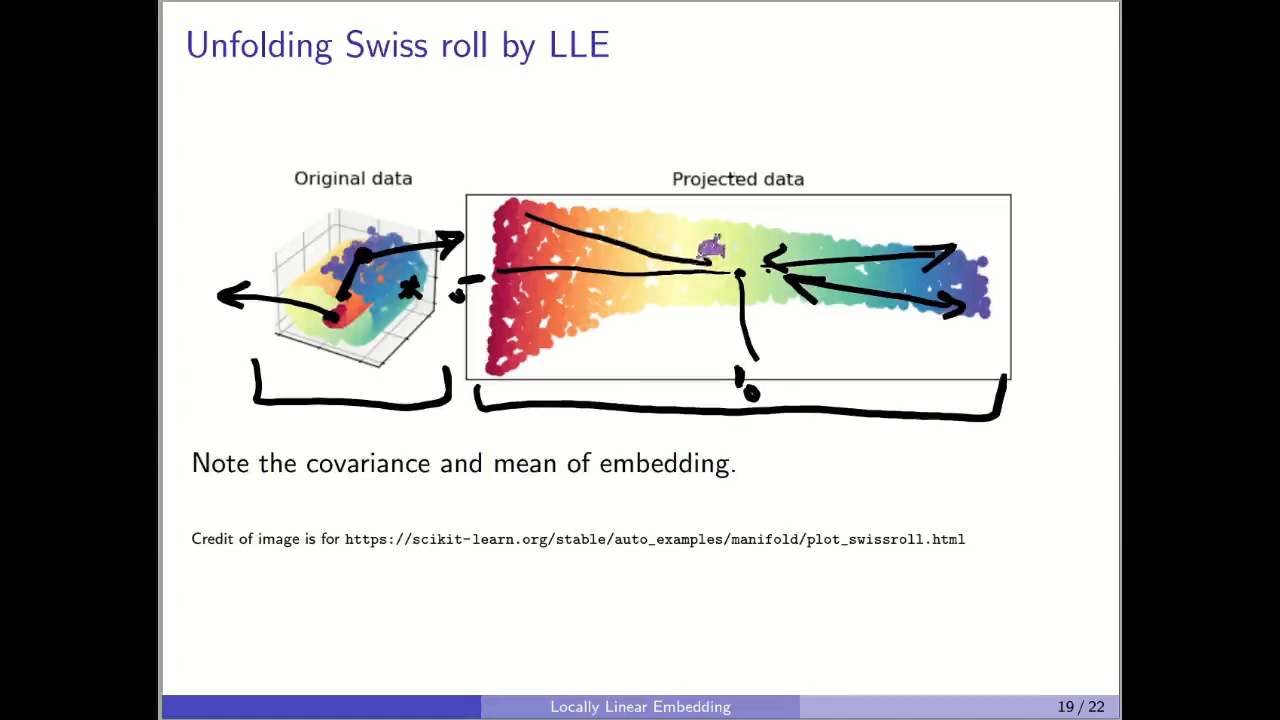 Unfolding Swiss roll by LLE
Original data
Projected data
Note the covariance and mean of embedding.
Credit of image is for https://scikit-learn.org/stable/auto_examples/manifold/plot_swissroll.html
Locally Linear Embedding
19 / 22